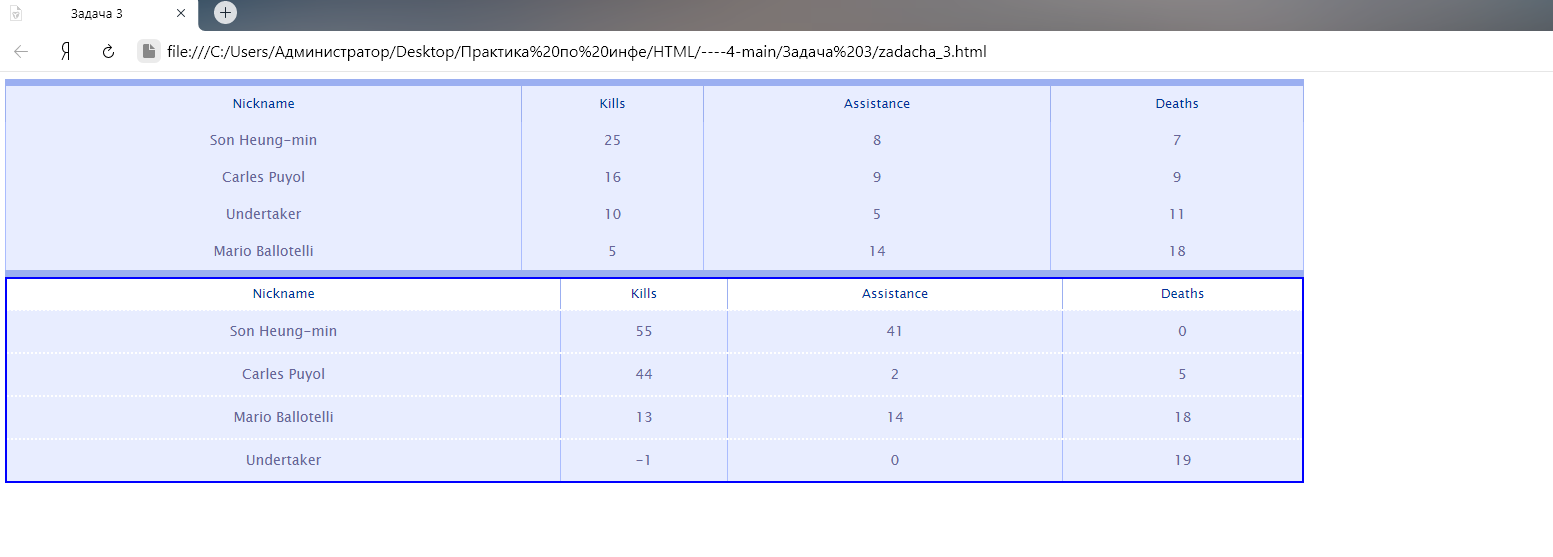 Задача 3
file:///C:/Users/Администратор/Desktop/Практика%20по%20инфе/HTML/----4-main/Задача%203/zadacha_3.html
Nickname Kills Assistance Deaths
Son Heung-min 25 8 7
Carles Puyol 16 9 9
Undertaker 10 5 11
Mario Ballotelli 5 14 18
Nickname Kills Assistance Deaths
Son Heung-min 55 41 0
Carles Puyol 44 2 5
Mario Ballotelli 13 14 18
Undertaker -1 0 19